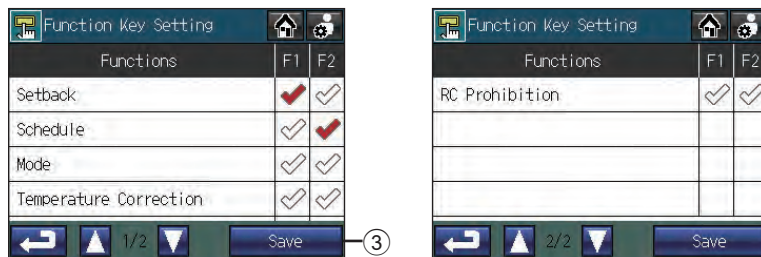 Function Key Setting
Functions F1 F2
Setback
Schedule
Mode
Temperature Correction
1/2 Save
③
Function Key Setting
Functions F1 F2
RC Prohibition
2/2 Save